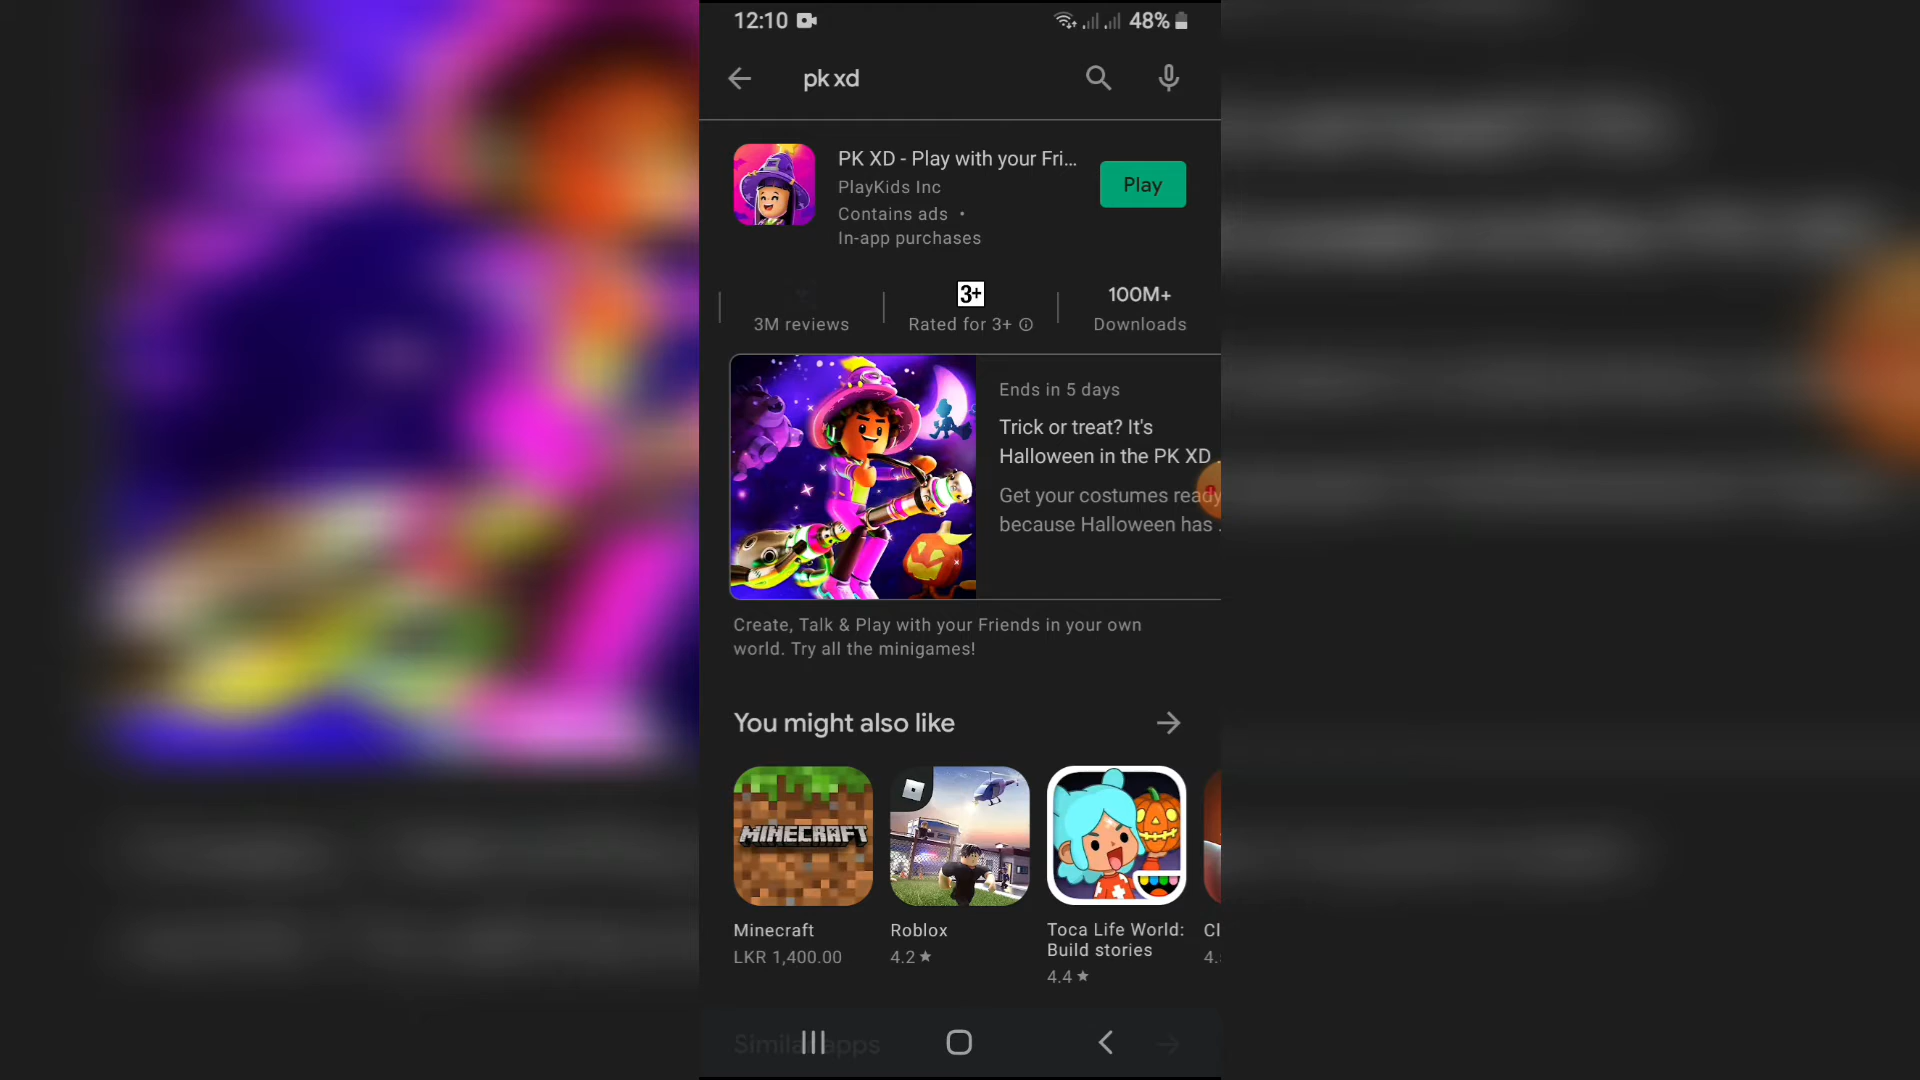 12:10 48%
pk xd
PK XD - Play with your Fri...
PlayKids Inc
Play
Contains ads •
In-app purchases
3+
100M+
3M reviews
Rated for 3+
Downloads
Ends in 5 days
Trick or treat? It's
Halloween in the PK XD
Get your costumes ready
because Halloween has
Create, Talk & Play with your Friends in your own
world. Try all the minigames!
You might also like
MINECRAFT
Minecraft
LKR 1,400.00
Roblox
4.2 ★
Toca Life World:
Build stories
4.4 ★
Cl
4.
Similar apps